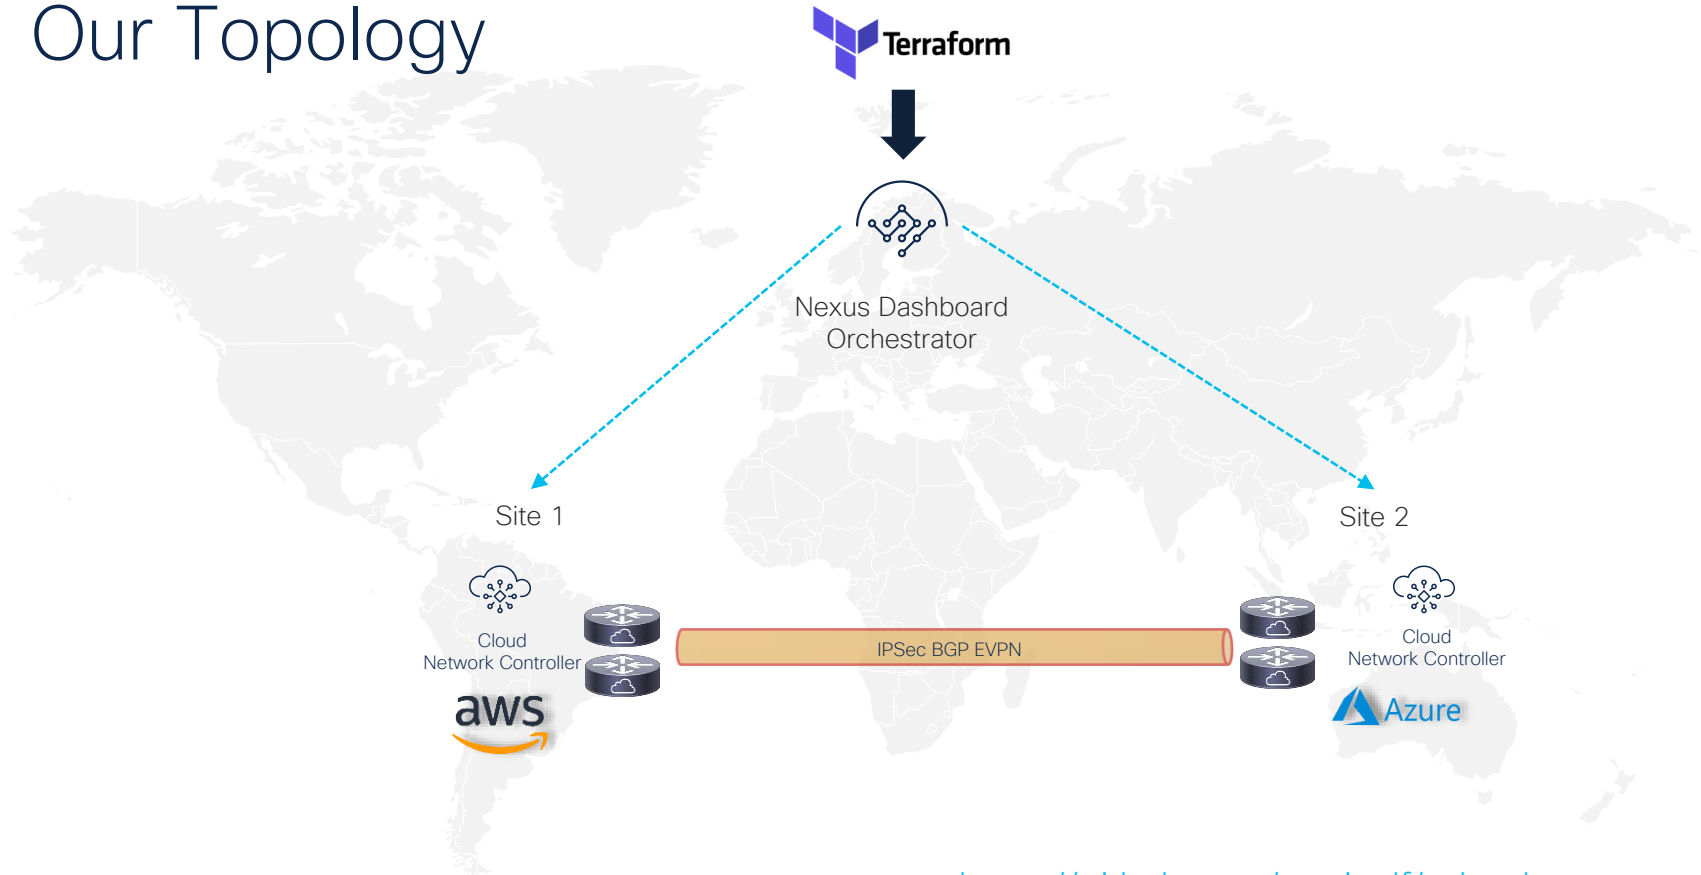 Our Topology
Terraform
Nexus Dashboard
Orchestrator
Site 1
Site 2
Cloud
Network Controller
Cloud
Network Controller
IPSec BGP EVPN
aws
Azure